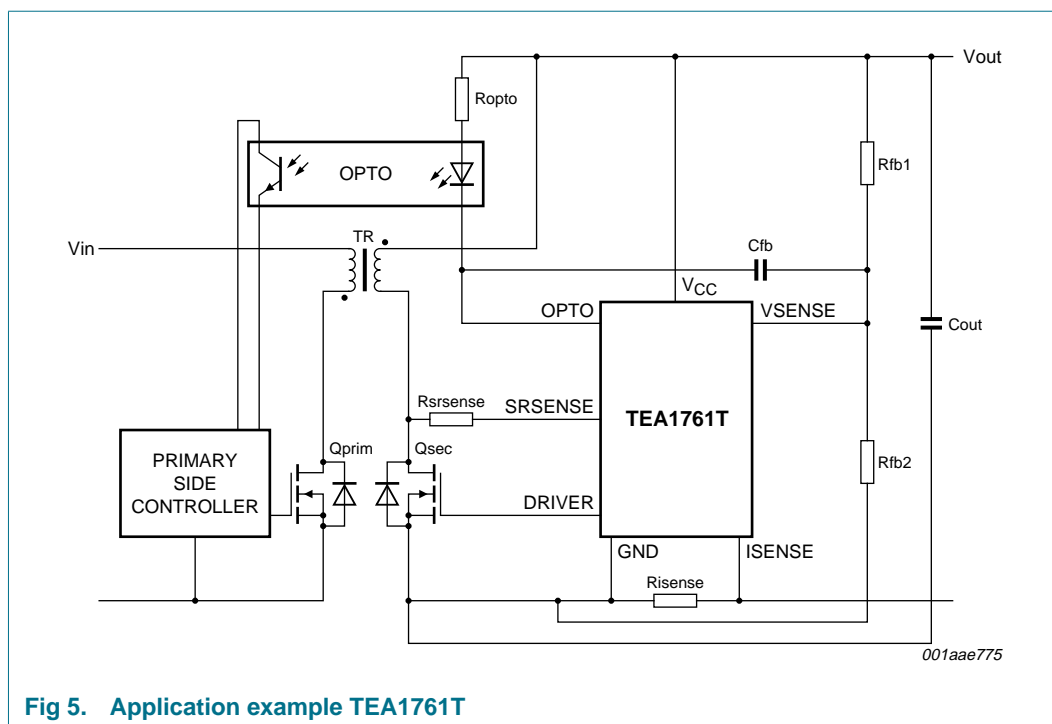 Vout
Ropto
OPTO
Rfb1
Vin
TR
Cfb
VCC
OPTO
VSENSE
Cout
Rsrsense
SRSENSE
TEA1761T
PRIMARY
SIDE
CONTROLLER
Qprim
Qsec
Rfb2
DRIVER
GND
ISENSE
Risense
001aae775
Fig 5. Application example TEA1761T